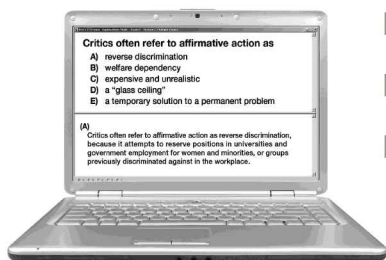 Critics often refer to affirmative action as
A) reverse discrimination
B) welfare dependency
C) expensive and unrealistic
D) a "glass ceiling"
E) a temporary solution to a permanent problem
(A)
Critics often refer to affirmative action as reverse discrimination,
because it attempts to reserve positions in universities and
government employment for women and minorities, or groups
previously discriminated against in the workplace.